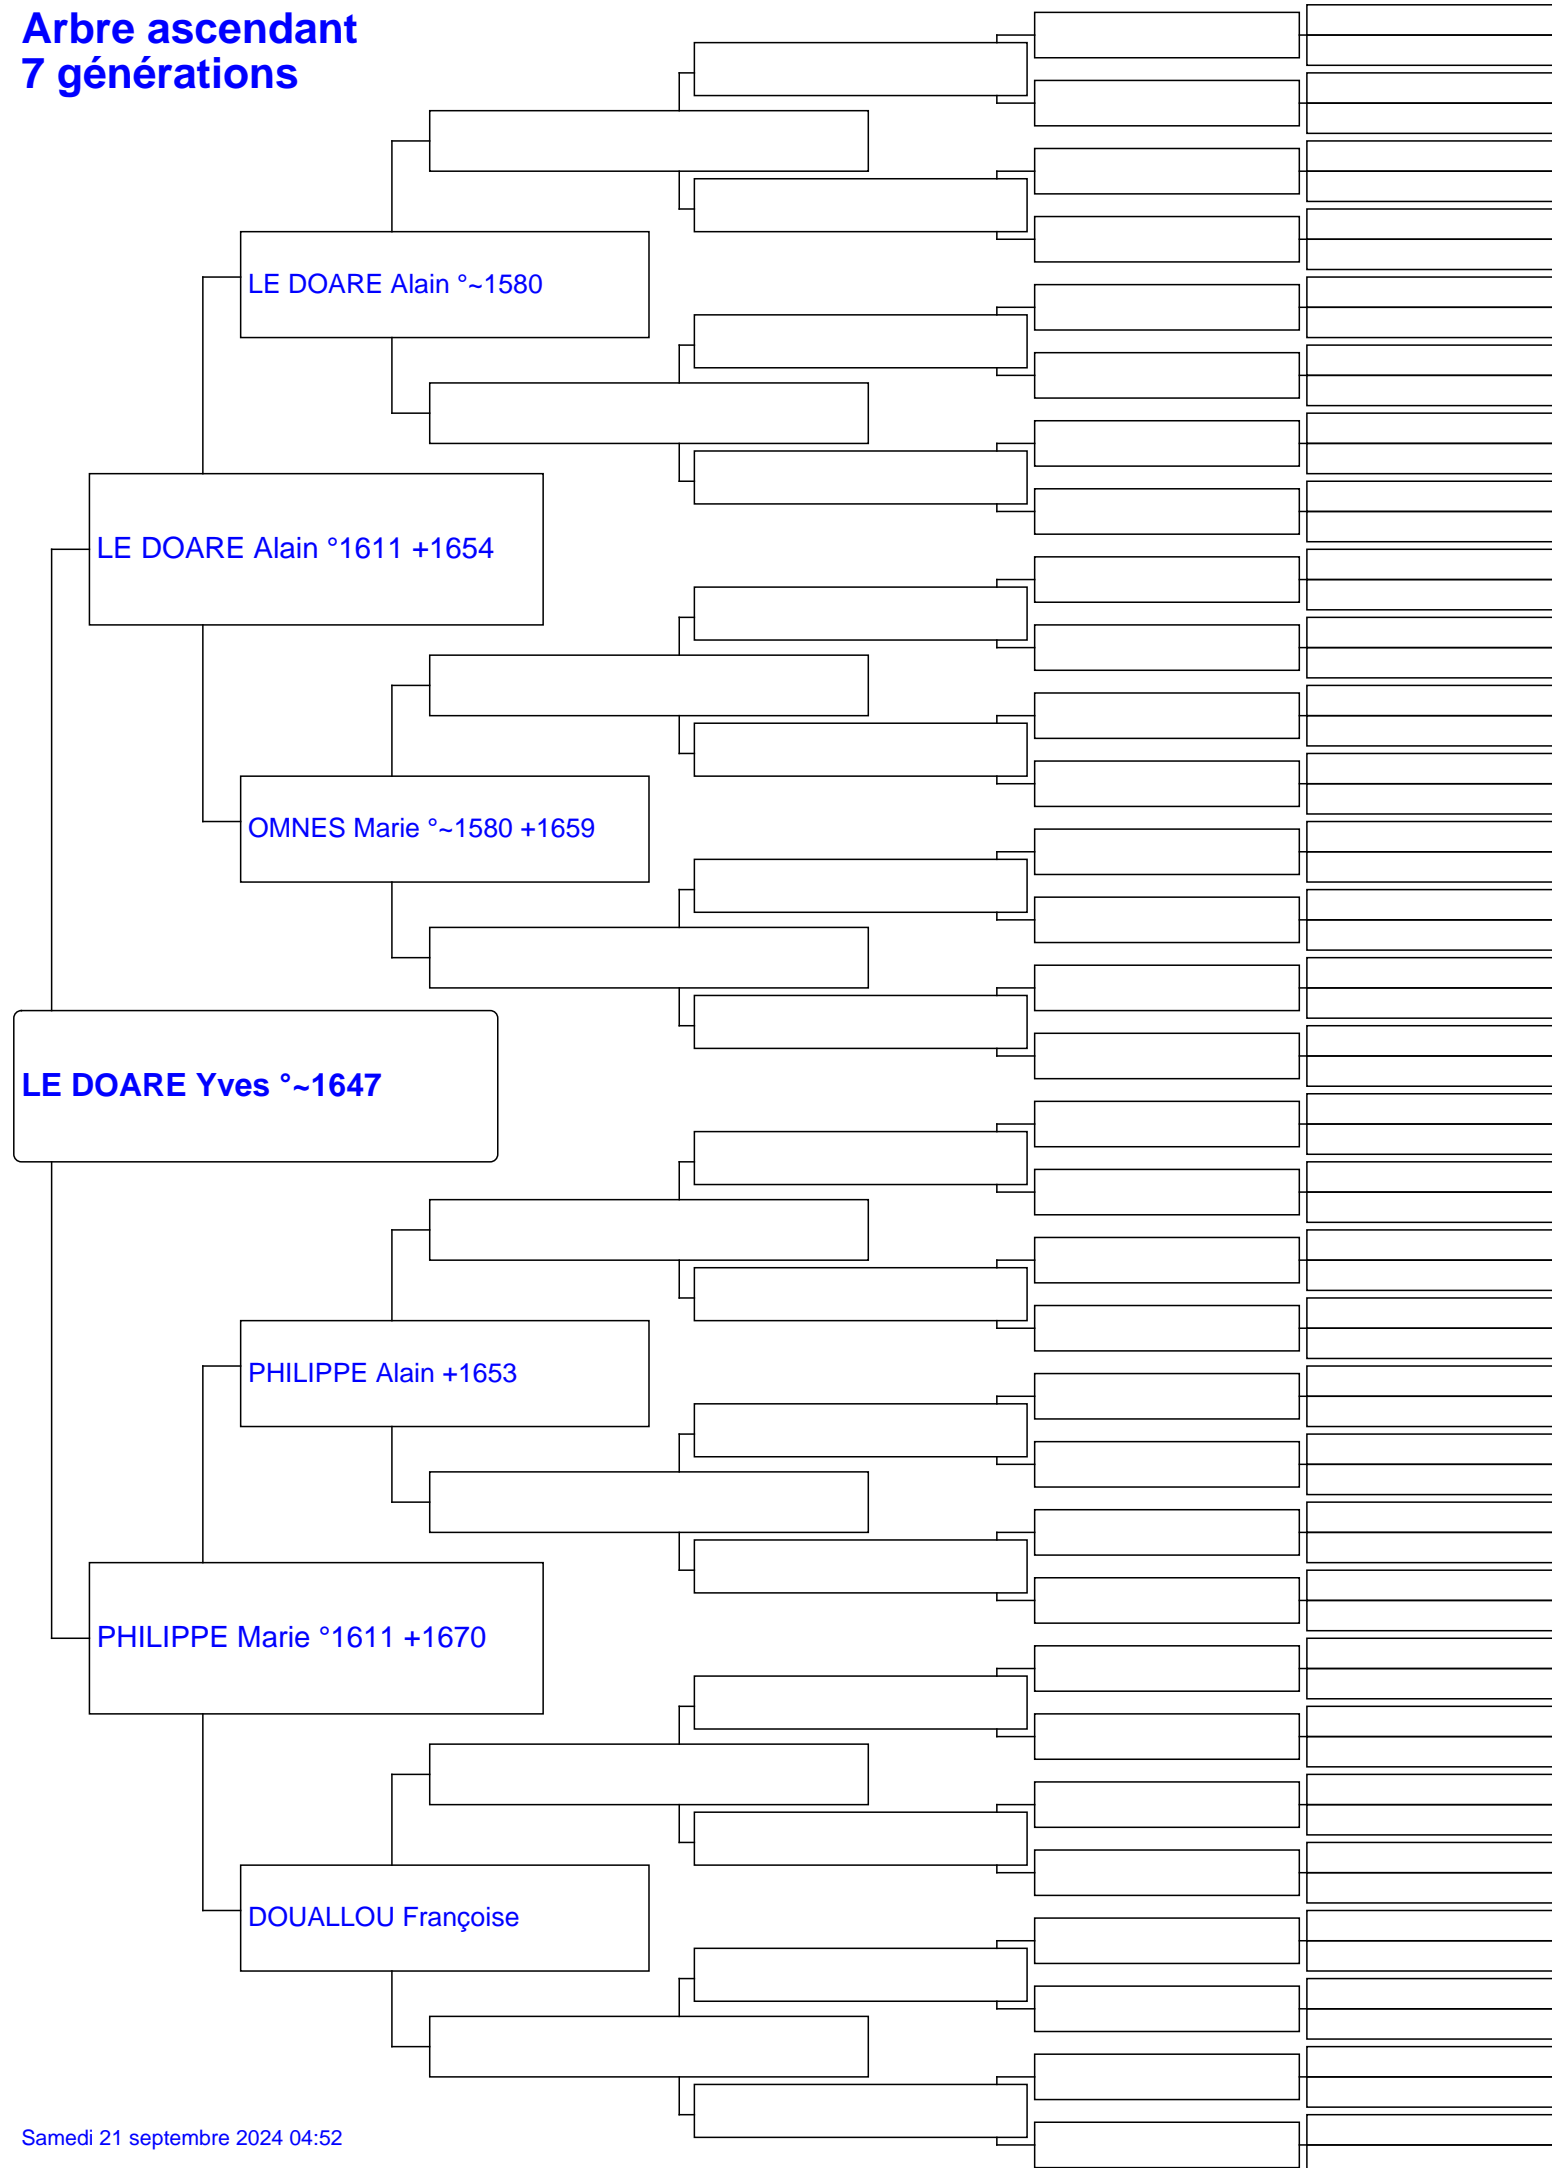 Arbre ascendant
7 générations
LE DOARE Alain °~1580
LE DOARE Alain °1611 +1654
OMNES Marie °~1580 +1659
LE DOARE Yves °~1647
PHILIPPE Alain +1653
PHILIPPE Marie °1611 +1670
DOUALLOU Françoise
Samedi 21 septembre 2024 04:52